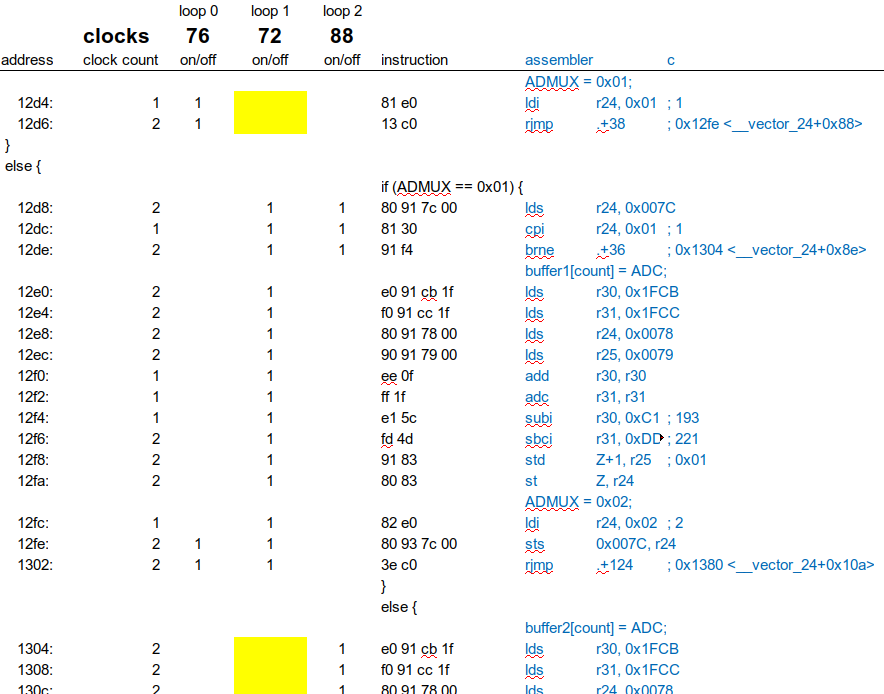 loop 0 loop 1 loop 2
clocks 76 72 88
address clock count on/off on/off on/off instruction assembler c
ADMUX = 0x01;
12d4: 1 1 81 e0 ldi r24, 0x01 ; 1
12d6: 2 1 13 c0 rjmp .+38 ; 0x12fe <__vector_24+0x88>
}
else {
if (ADMUX == 0x01) {
12d8: 2 1 1 80 91 7c 00 lds r24, 0x007C
12dc: 1 1 1 81 30 cpi r24, 0x01 ; 1
12de: 2 1 1 91 f4 brne .+36 ; 0x1304 <__vector_24+0x8e>
buffer1[count] = ADC;
12e0: 2 1 e0 91 cb 1f lds r30, 0x1FCB
12e4: 2 1 f0 91 cc 1f lds r31, 0x1FCC
12e8: 2 1 80 91 78 00 lds r24, 0x0078
12ec: 2 1 90 91 79 00 lds r25, 0x0079
12f0: 1 1 ee 0f add r30, r30
12f2: 1 1 ff 1f adc r31, r31
12f4: 1 1 e1 5c subi r30, 0xC1 ; 193
12f6: 2 1 fd 4d sbci r31, 0xDD ; 221
12f8: 2 1 91 83 std Z+1, r25 ; 0x01
12fa: 2 1 80 83 st Z, r24
ADMUX = 0x02;
12fc: 1 1 82 e0 ldi r24, 0x02 ; 2
12fe: 2 1 1 80 93 7c 00 sts 0x007C, r24
1302: 2 1 1 3e c0 rjmp .+124 ; 0x1380 <__vector_24+0x10a>
}
else {
buffer2[count] = ADC;
1304: 2 1 e0 91 cb 1f lds r30, 0x1FCB
1308: 2 1 f0 91 cc 1f lds r31, 0x1FCC
130c: 2 1 80 91 78 00 lds r24, 0x0078